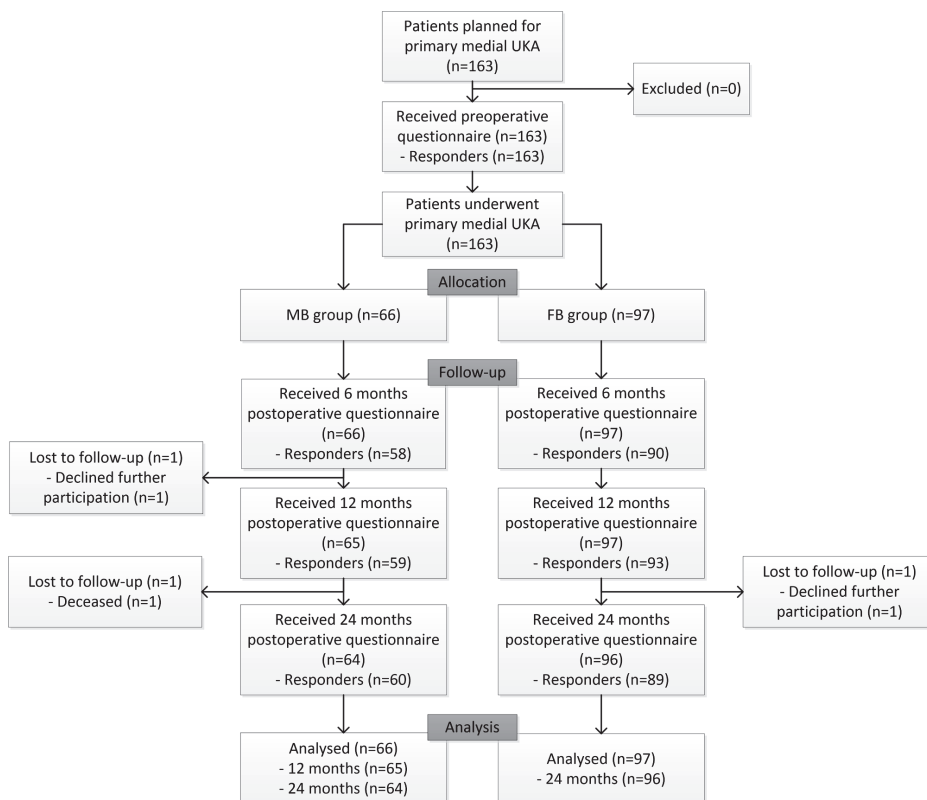 Patients planned for
primary medial UKA
(n=163)
Excluded (n=0)
Received preoperative
questionnaire (n=163)
- Responders (n=163)
Patients underwent
primary medial UKA
(n=163)
Allocation
MB group (n=66)
FB group (n=97)
Follow-up
Received 6 months
postoperative questionnaire
(n=66)
- Responders (n=58)
Received 6 months
postoperative questionnaire
(n=97)
- Responders (n=90)
Lost to follow-up (n=1)
- Declined further
participation (n=1)
Received 12 months
postoperative questionnaire
(n=65)
- Responders (n=59)
Received 12 months
postoperative questionnaire
(n=97)
- Responders (n=93)
Lost to follow-up (n=1)
- Deceased (n=1)
Lost to follow-up (n=1)
- Declined further
participation (n=1)
Received 24 months
postoperative questionnaire
(n=64)
- Responders (n=60)
Received 24 months
postoperative questionnaire
(n=96)
- Responders (n=89)
Analysis
Analysed (n=66)
- 12 months (n=65)
- 24 months (n=64)
Analysed (n=97)
- 24 months (n=96)